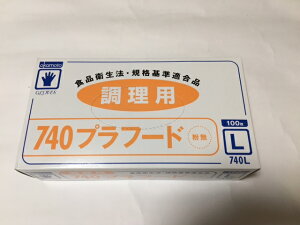 okamoto
食品衛生法・規格基準適合品
調理用
740プラフード
粉無
100枚
L
740L